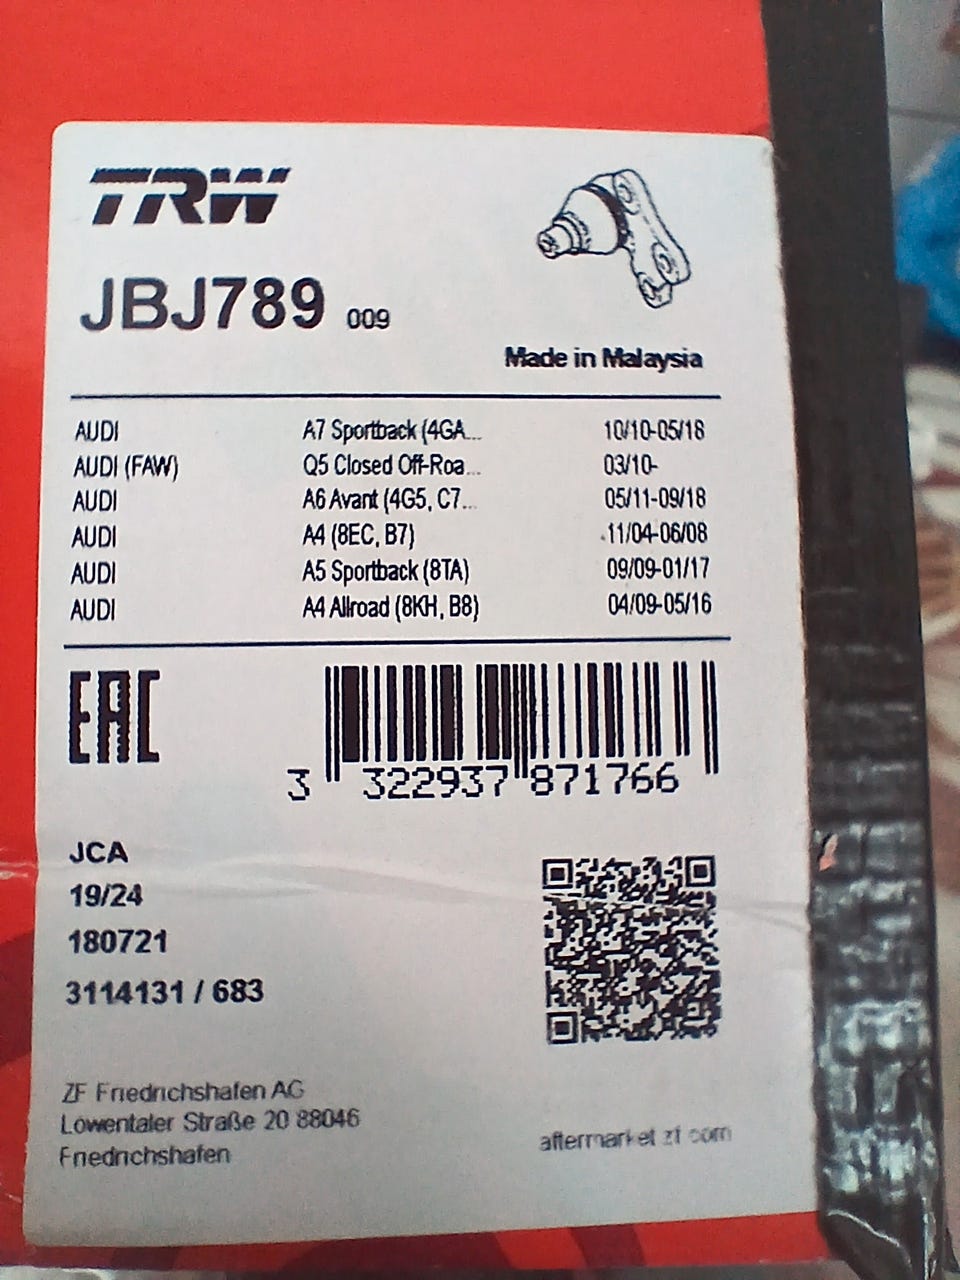 TRW
JBJ789 009
Made in Malaysia
AUDI A7 Sportback (4GA... 10/10-05/18
AUDI (FAW) Q5 Closed Off-Roa... 03/10-
AUDI A6 Avant (4G5, C7... 05/11-09/18
AUDI A4 (8EC, B7) 11/04-06/08
AUDI A5 Sportback (8TA) 09/09-01/17
AUDI A4 Allroad (8KH, B8) 04/09-05/16
EAC
3 322937 871766
JCA
19/24
180721
3114131 / 683
ZF Friedrichshafen AG
Löwentaler Straße 20 88046
Friedrichshafen
aftermarket.zf.com